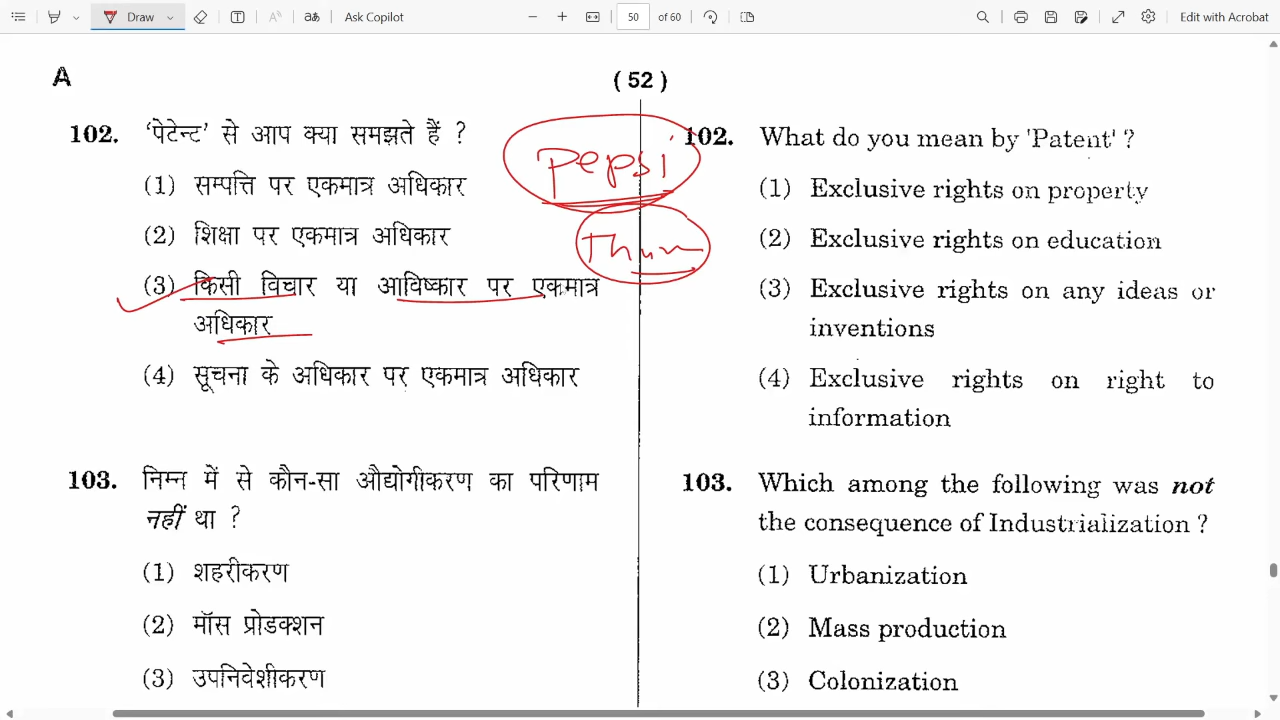 Draw
Ask Copilot
50 of 60
Edit with Acrobat
A
( 52 )
102. 'पेटेन्ट' से आप क्या समझते हैं ?
(1) सम्पत्ति पर एकमात्र अधिकार
(2) शिक्षा पर एकमात्र अधिकार
(3) किसी विचार या आविष्कार पर एकमात्र
अधिकार
(4) सूचना के अधिकार पर एकमात्र अधिकार
103. निम्न में से कौन-सा औद्योगीकरण का परिणाम
नहीं था ?
(1) शहरीकरण
(2) मॉस प्रोडक्शन
(3) उपनिवेशीकरण
pepsi
102. What do you mean by 'Patent' ?
(1) Exclusive rights on property
(2) Exclusive rights on education
(3) Exclusive rights on any ideas or
inventions
(4) Exclusive rights on right to
information
103. Which among the following was not
the consequence of Industrialization ?
(1) Urbanization
(2) Mass production
(3) Colonization